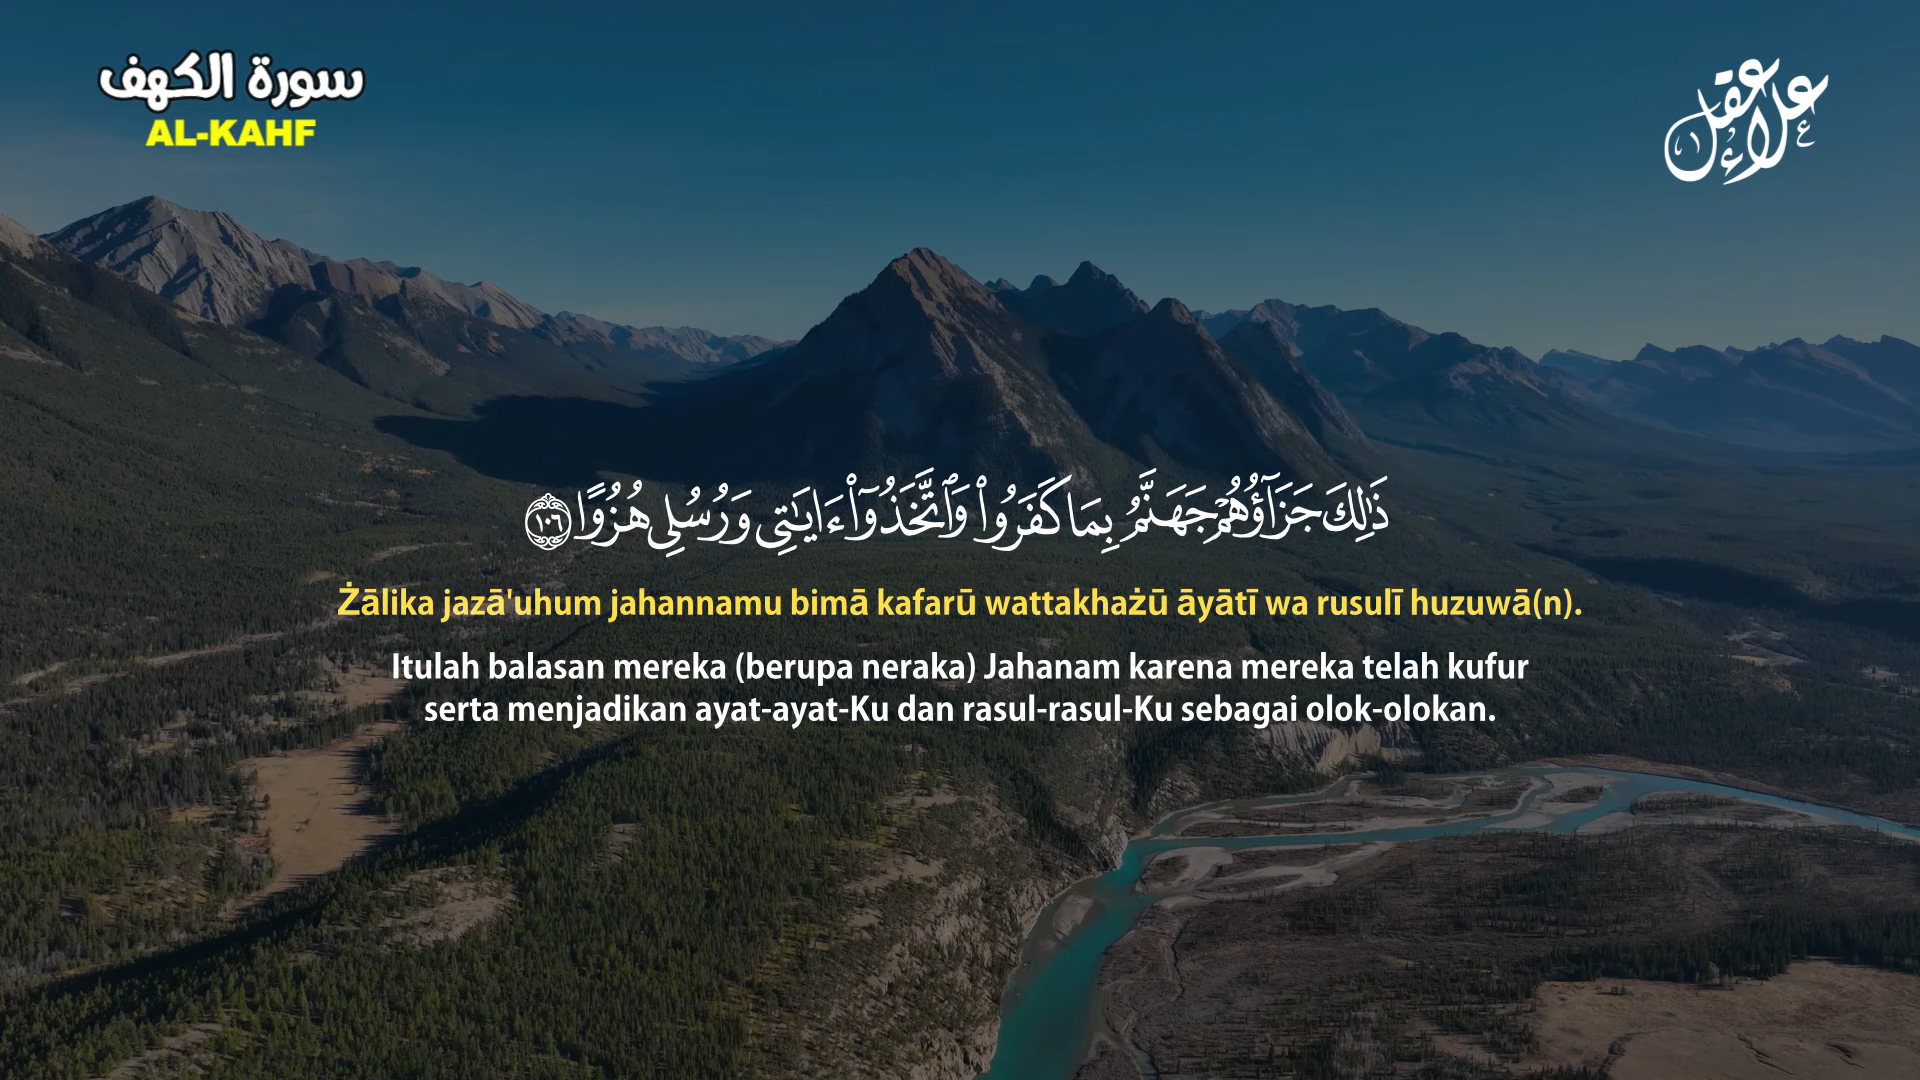 سورة الكهف
AL-KAHF
علاء عقل
ذَٰلِكَ جَزَآؤُهُمْ جَهَنَّمُ بِمَا كَفَرُوا۟ وَٱتَّخَذُوٓا۟ ءَايَٰتِى وَرُسُلِى هُزُوًا ١٠٦
Żālika jazā'uhum jahannamu bimā kafarū wattakhażū āyātī wa rusulī huzuwā(n).
Itulah balasan mereka (berupa neraka) Jahanam karena mereka telah kufur
serta menjadikan ayat-ayat-Ku dan rasul-rasul-Ku sebagai olok-olokan.